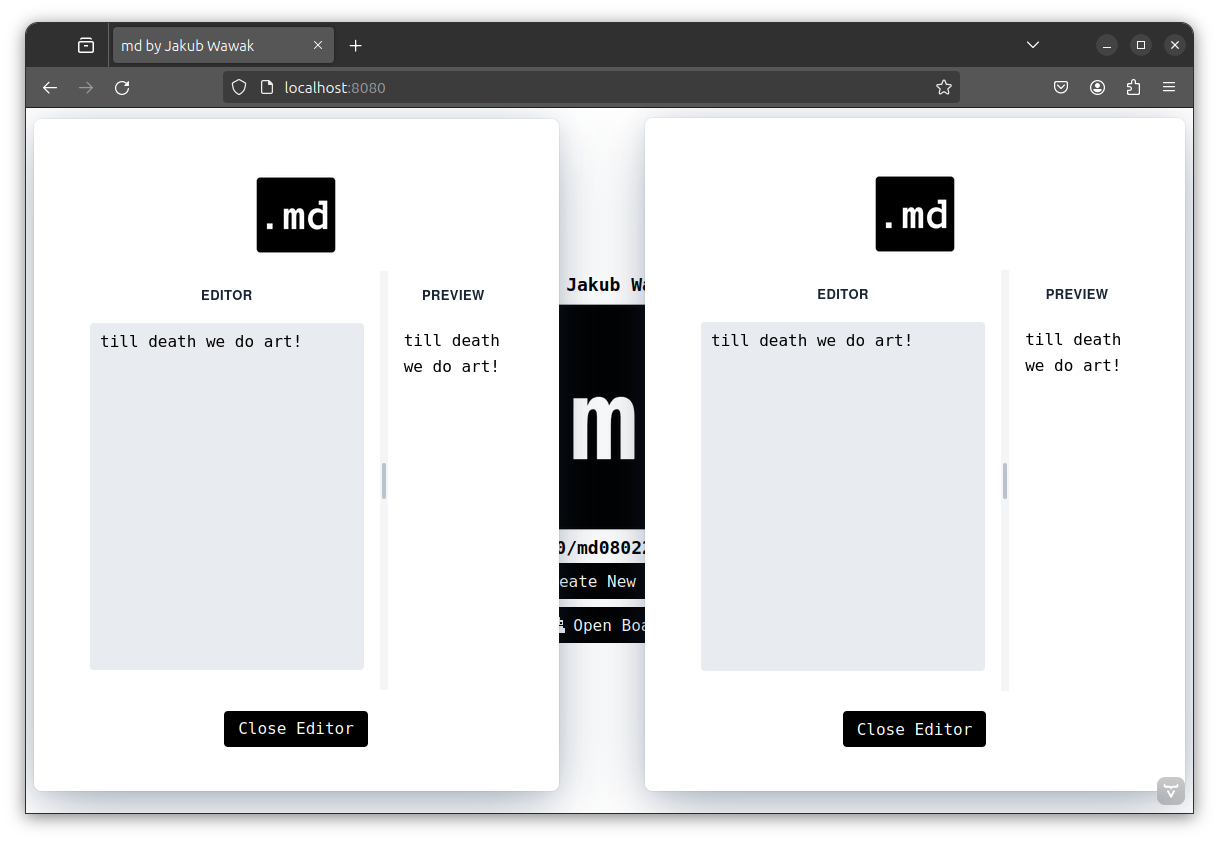 md by Jakub Wawak
localhost:8080
.md
EDITOR
PREVIEW
till death we do art!
till death
we do art!
Close Editor
Jakub Wa
m
0/md0802
eate New
Open Boa
.md
EDITOR
PREVIEW
till death we do art!
till death
we do art!
Close Editor